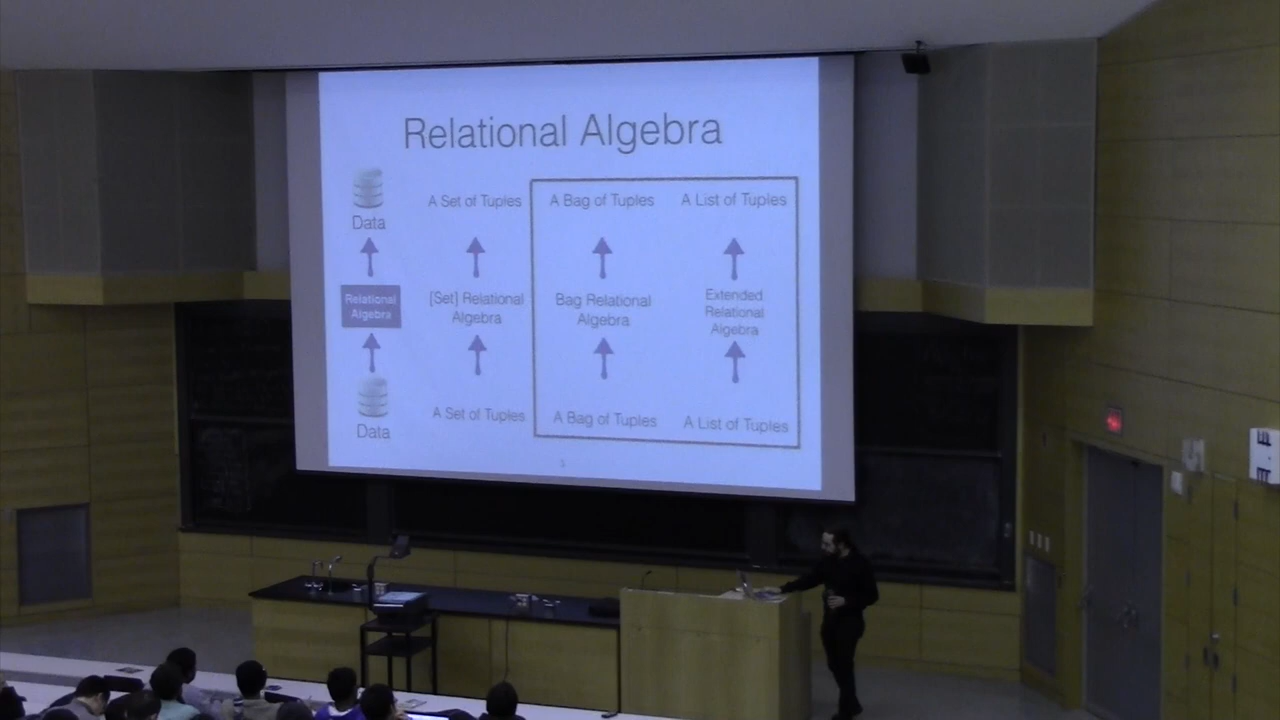 Relational Algebra
Data
A Set of Tuples
A Bag of Tuples
A List of Tuples
Relational
Algebra
[Set] Relational
Algebra
Bag Relational
Algebra
Extended
Relational
Algebra
Data
A Set of Tuples
A Bag of Tuples
A List of Tuples